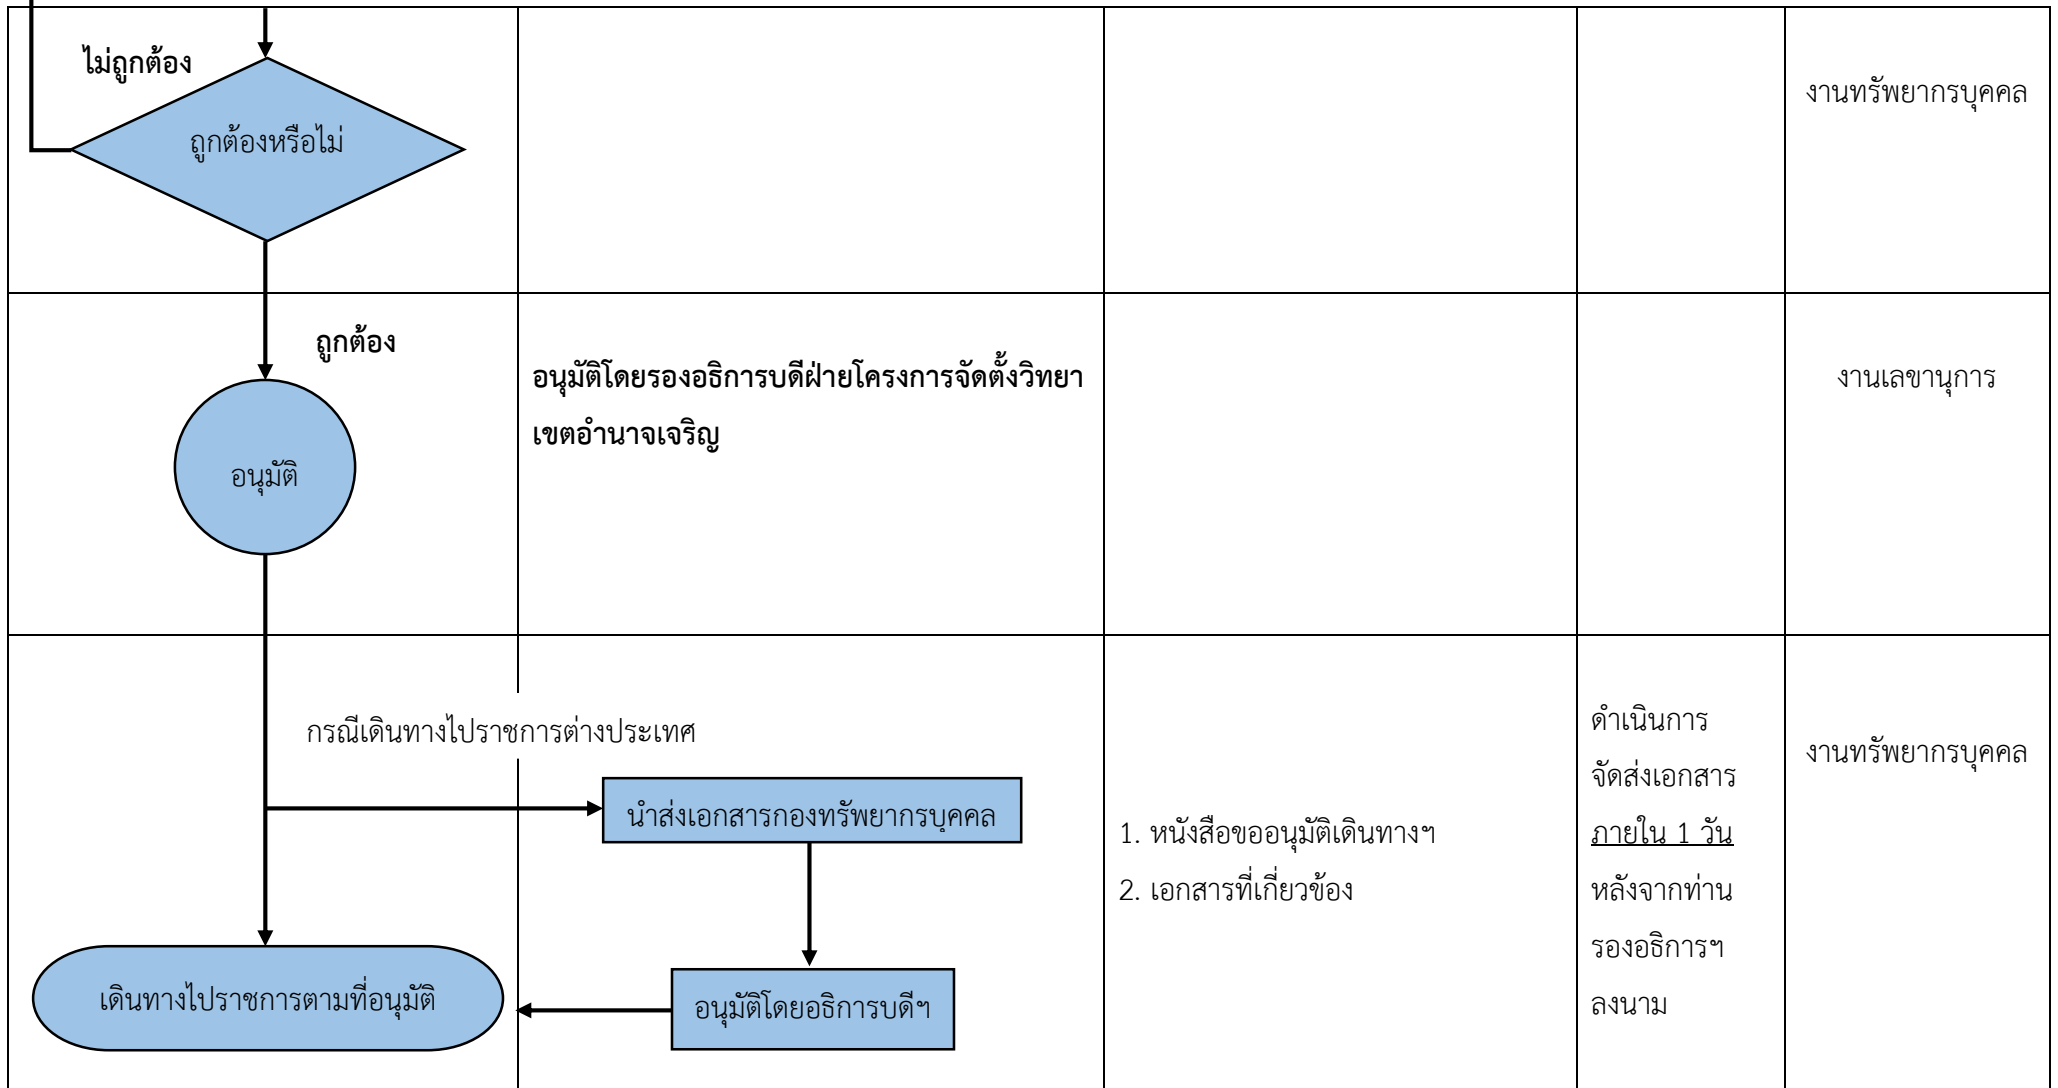 ไม่ถูกต้อง
ถูกต้องหรือไม่
งานทรัพยากรบุคคล
ถูกต้อง
อนุมัติ
อนุมัติโดยรองอธิการบดีฝ่ายโครงการจัดตั้งวิทยา
เขตอำนาจเจริญ
งานเลขานุการ
กรณีเดินทางไปราชการต่างประเทศ
นำส่งเอกสารกองทรัพยากรบุคคล
อนุมัติโดยอธิการบดีฯ
เดินทางไปราชการตามที่อนุมัติ
1. หนังสือขออนุมัติเดินทางฯ
2. เอกสารที่เกี่ยวข้อง
ดำเนินการ
จัดส่งเอกสาร
ภายใน 1 วัน
หลังจากท่าน
รองอธิการฯ
ลงนาม
งานทรัพยากรบุคคล